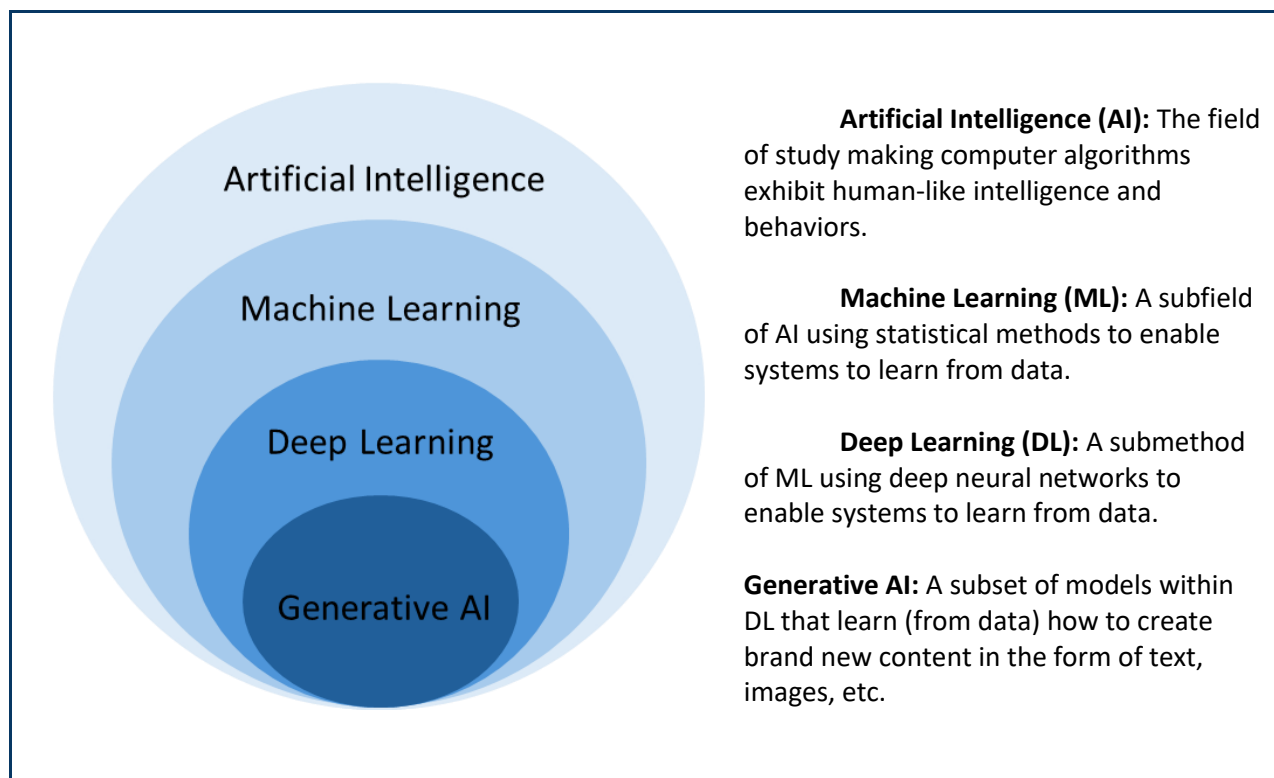 Artificial Intelligence
Machine Learning
Deep Learning
Generative AI
Artificial Intelligence (AI): The field
of study making computer algorithms
exhibit human-like intelligence and
behaviors.
Machine Learning (ML): A subfield
of AI using statistical methods to enable
systems to learn from data.
Deep Learning (DL): A submethod
of ML using deep neural networks to
enable systems to learn from data.
Generative AI: A subset of models within
DL that learn (from data) how to create
brand new content in the form of text,
images, etc.